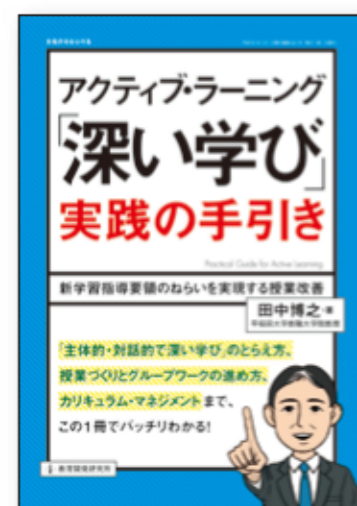 アクティブ・ラーニング
「深い学び」
実践の手引き
Practical Guide for Active Learning
新学習指導要領のねらいを実現する授業改善
田中博之・著
早稲田大学教職大学院教授
「主体的・対話的で深い学び」のとらえ方、
授業づくりとグループワークの進め方、
カリキュラム・マネジメントまで、
この1冊でバッチリわかる!
教育開発研究所